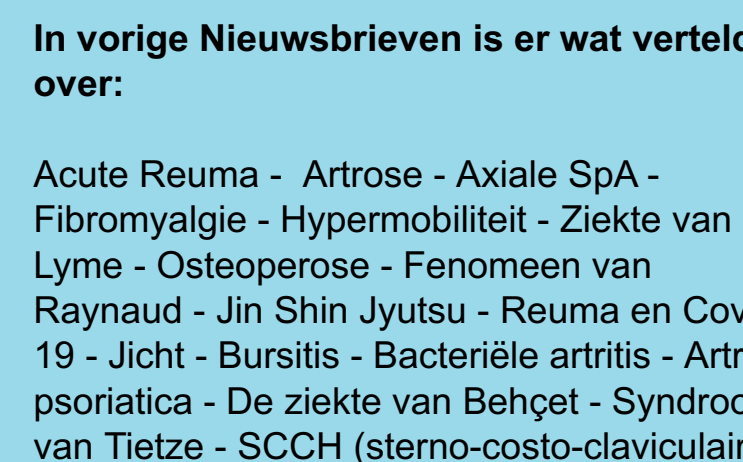 In vorige Nieuwsbrieven is er wat verteld
over:
Acute Reuma - Artrose - Axiale SpA -
Fibromyalgie - Hypermobiliteit - Ziekte van
Lyme - Osteoperose - Fenomeen van
Raynaud - Jin Shin Jyutsu - Reuma en Cov
19 - Jicht - Bursitis - Bacteriële artritis - Artr
psoriatica - De ziekte van Behçet - Syndroo
van Tietze - SCCH (sterno-costo-claviculair